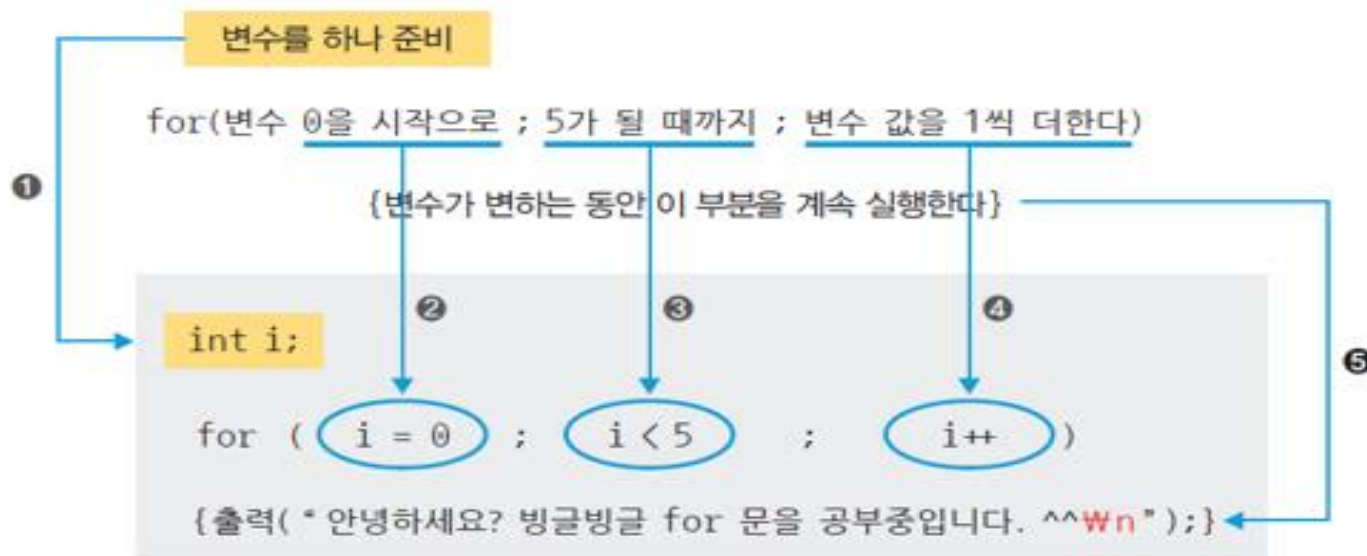 변수를 하나 준비
for(변수 0을 시작으로 ; 5가 될 때까지 ; 변수 값을 1씩 더한다)
❶
{변수가 변하는 동안 이 부분을 계속 실행한다}
❷ ❸ ❹
int i;
❺
for ( i = 0 ; i < 5 ; i++ )
{출력("안녕하세요? 빙글빙글 for 문을 공부중입니다. ^^₩n");}